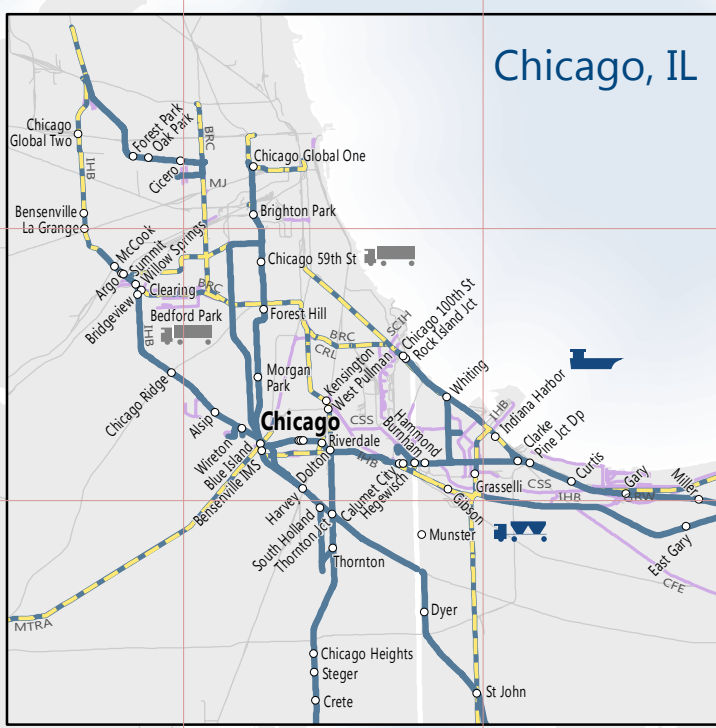 Chicago, IL
Chicago
Global Two
Forest Park
Oak Park
Cicero
BRC
MJ
IHB
Chicago Global One
Bensenville
La Grange
Brighton Park
McCook
Summit
Argo
Willow Springs
Clearing
Bridgeview
Bedford Park
BRC
Chicago 59th St
IHB
Forest Hill
BRC
CRL
SCIH
Chicago 100th St
Rock Island Jct
Chicago Ridge
Morgan
Park
Kensington
West Pullman
Whiting
Indiana Harbor
IHB
Alsip
Chicago
CSS
Hammond
Burnham
Wireton
Blue Island
Bensenville M/S
Riverdale
Dolton
IHB
Calumet City
Hegewisch
Clarke
Pine Jct Dp
Grasselli
CSS
IHB
Curtis
Gary
Miller
Harvey
South Holland
Thornton Jct
Gibson
Munster
East Gary
Thornton
CFE
MTRA
Dyer
Chicago Heights
Steger
Crete
St John